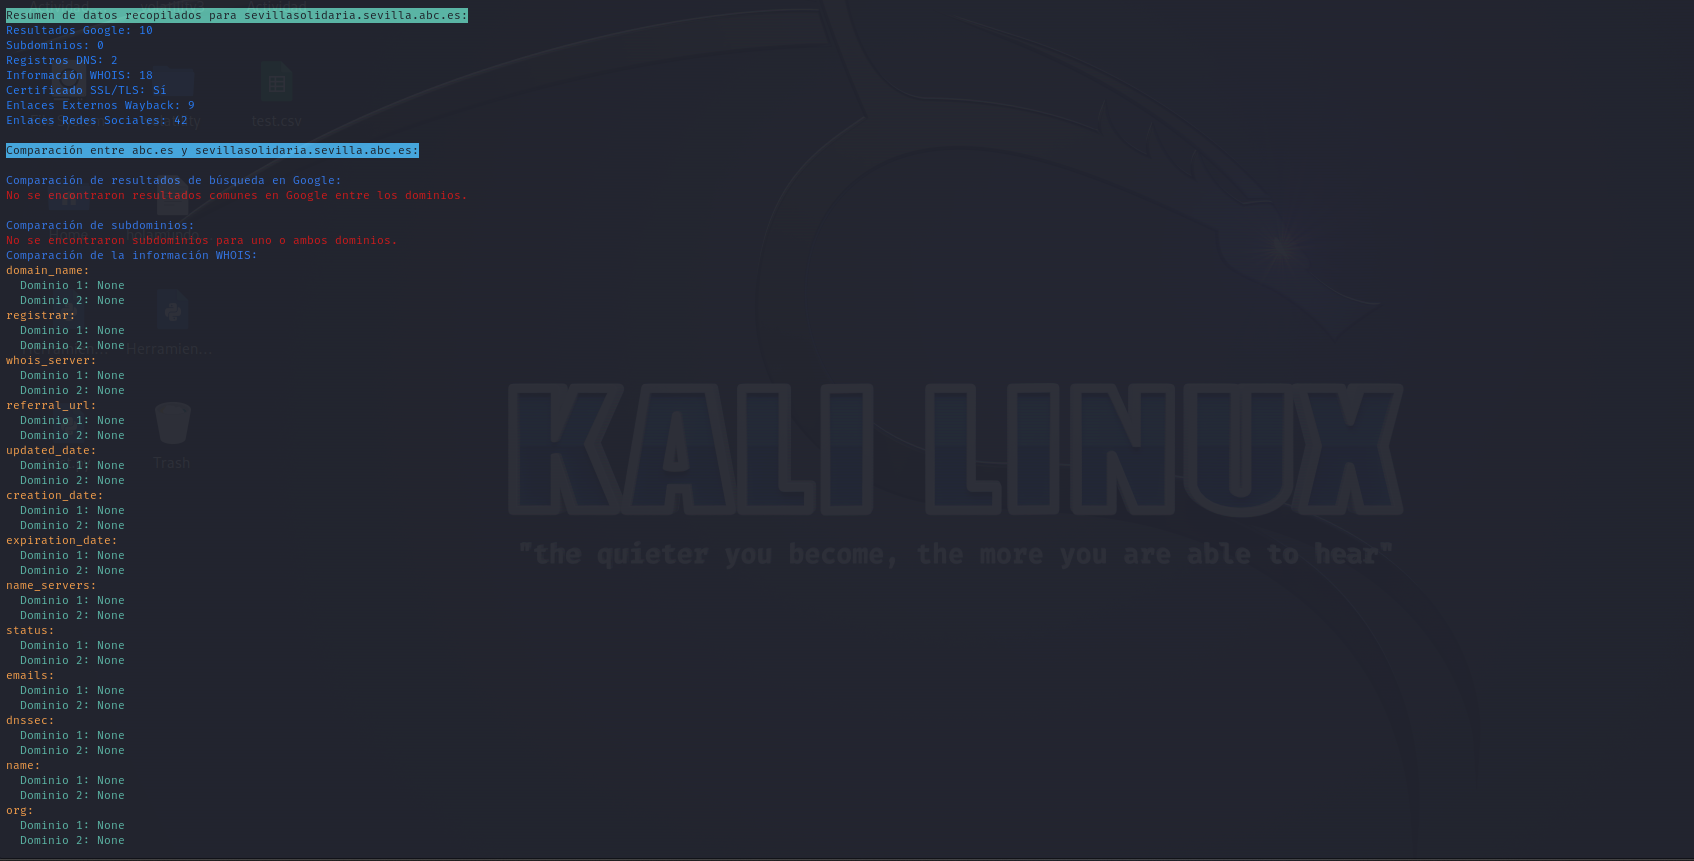 Resumen de datos recopilados para sevillasolidaria.sevilla.abc.es:
Resultados Google: 10
Subdominios: 0
Registros DNS: 2
Información WHOIS: 18
Certificado SSL/TLS: Sí
Enlaces Externos Wayback: 9
Enlaces Redes Sociales: 42
test.csv
Comparación entre abc.es y sevillasolidaria.sevilla.abc.es:
Comparación de resultados de búsqueda en Google:
No se encontraron resultados comunes en Google entre los dominios.
Comparación de subdominios:
No se encontraron subdominios para uno o ambos dominios.
Comparación de la información WHOIS:
domain_name:
Dominio 1: None
Dominio 2: None
registrar:
Dominio 1: None
Dominio 2: None
Herramien...
whois_server:
Dominio 1: None
Dominio 2: None
referral_url:
Dominio 1: None
Dominio 2: None
updated_date:
Trash
Dominio 1: None
Dominio 2: None
creation_date:
Dominio 1: None
Dominio 2: None
expiration_date:
Dominio 1: None
Dominio 2: None
name_servers:
Dominio 1: None
Dominio 2: None
status:
Dominio 1: None
Dominio 2: None
emails:
Dominio 1: None
Dominio 2: None
dnssec:
Dominio 1: None
Dominio 2: None
name:
Dominio 1: None
Dominio 2: None
org:
Dominio 1: None
Dominio 2: None
KALI LINUX
"the quieter you become, the more you are able to hear"